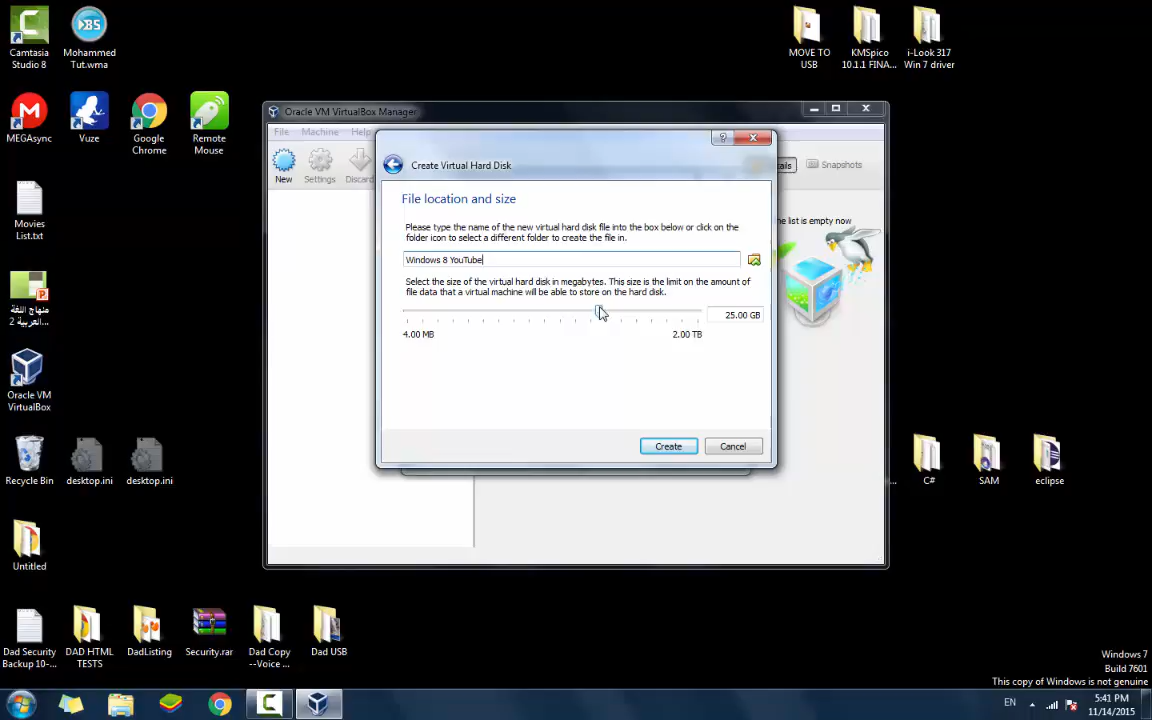 Camtasia
Studio 8
Mohammed
Tut.wma
MOVE TO
USB
KMSpico
10.1.1 FINA...
i-Look 317
Win 7 driver
MEGAsync
Vuze
Google
Chrome
Remote
Mouse
Movies
List.txt
منهاج اللغة
العربية 2
Oracle VM
VirtualBox
Recycle Bin
desktop.ini
desktop.ini
Untitled
Dad Security
Backup 10-...
DAD HTML
TESTS
DadListing
Security.rar
Dad Copy
--Voice ...
Dad USB
...
C#
SAM
eclipse
Oracle VM VirtualBox Manager
File
Machine
Help
New
Settings
Discard
ails
Snapshots
he list is empty now
Create Virtual Hard Disk
File location and size
Please type the name of the new virtual hard disk file into the box below or click on the
folder icon to select a different folder to create the file in.
Windows 8 YouTube
Select the size of the virtual hard disk in megabytes. This size is the limit on the amount of
file data that a virtual machine will be able to store on the hard disk.
25.00 GB
4.00 MB
2.00 TB
Create
Cancel
Windows 7
Build 7601
This copy of Windows is not genuine
EN
5:41 PM
11/14/2015